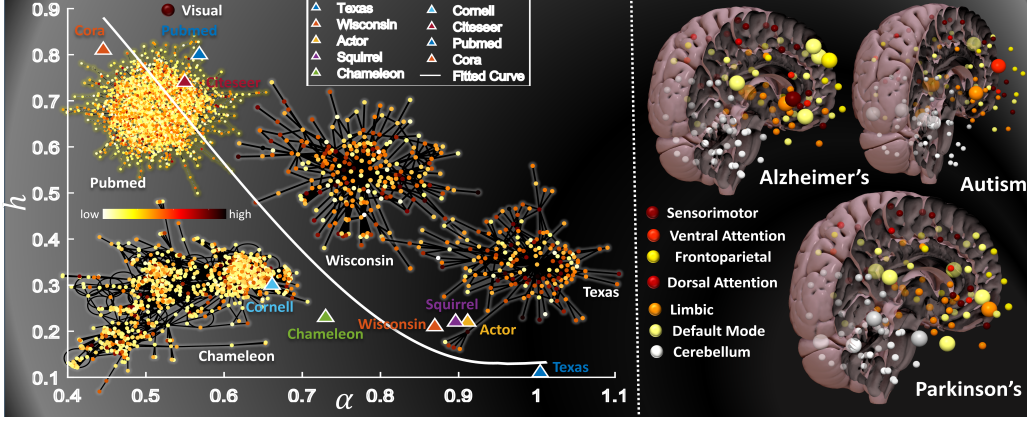 Visual
Texas
Wisconsin
Actor
Squirrel
Chameleon
Cornell
Citeseer
Pubmed
Cora
Fitted Curve
h
0.9
0.8
0.7
0.6
0.5
0.4
0.3
0.2
0.1
Cora
Pubmed
Citeseer
Pubmed
low
high
Wisconsin
Texas
Cornell
Chameleon
Chameleon
Wisconsin
Squirrel
Actor
Texas
0.4
0.5
0.6
0.7
0.8
0.9
1
1.1
α
Alzheimer's
Autism
Sensorimotor
Ventral Attention
Frontoparietal
Dorsal Attention
Limbic
Default Mode
Cerebellum
Parkinson's